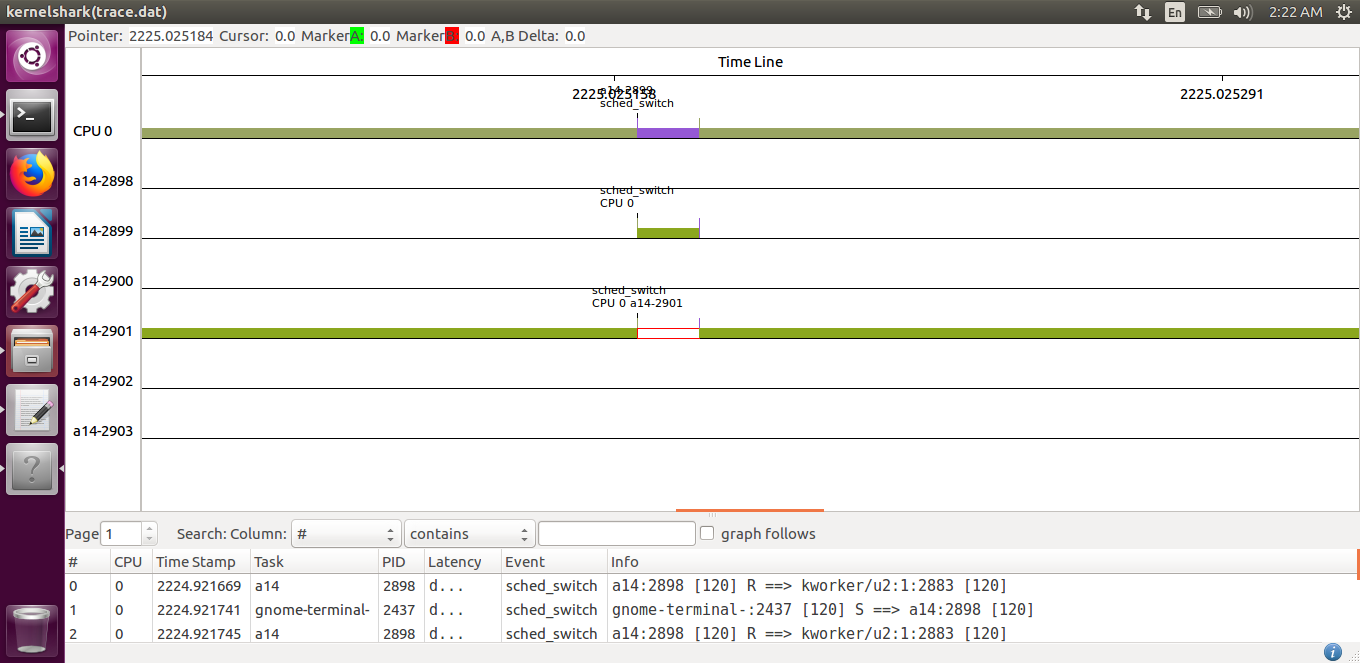 kernelshark(trace.dat) En 2:22 AM
Pointer: 2225.025184 Cursor: 0.0 Marker A: 0.0 Marker B: 0.0 A,B Delta: 0.0
Time Line
2225.025158 2225.025291
a14-2899
sched_switch
CPU 0
a14-2898
sched_switch
CPU 0
a14-2899
a14-2900
sched_switch
CPU 0 a14-2901
a14-2901
a14-2902
a14-2903
Page 1 Search: Column: # contains graph follows
# CPU Time Stamp Task PID Latency Event Info
0 0 2224.921669 a14 2898 d... sched_switch a14:2898 [120] R ==> kworker/u2:1:2883 [120]
1 0 2224.921741 gnome-terminal- 2437 d... sched_switch gnome-terminal-:2437 [120] S ==> a14:2898 [120]
2 0 2224.921745 a14 2898 d... sched_switch a14:2898 [120] R ==> kworker/u2:1:2883 [120]